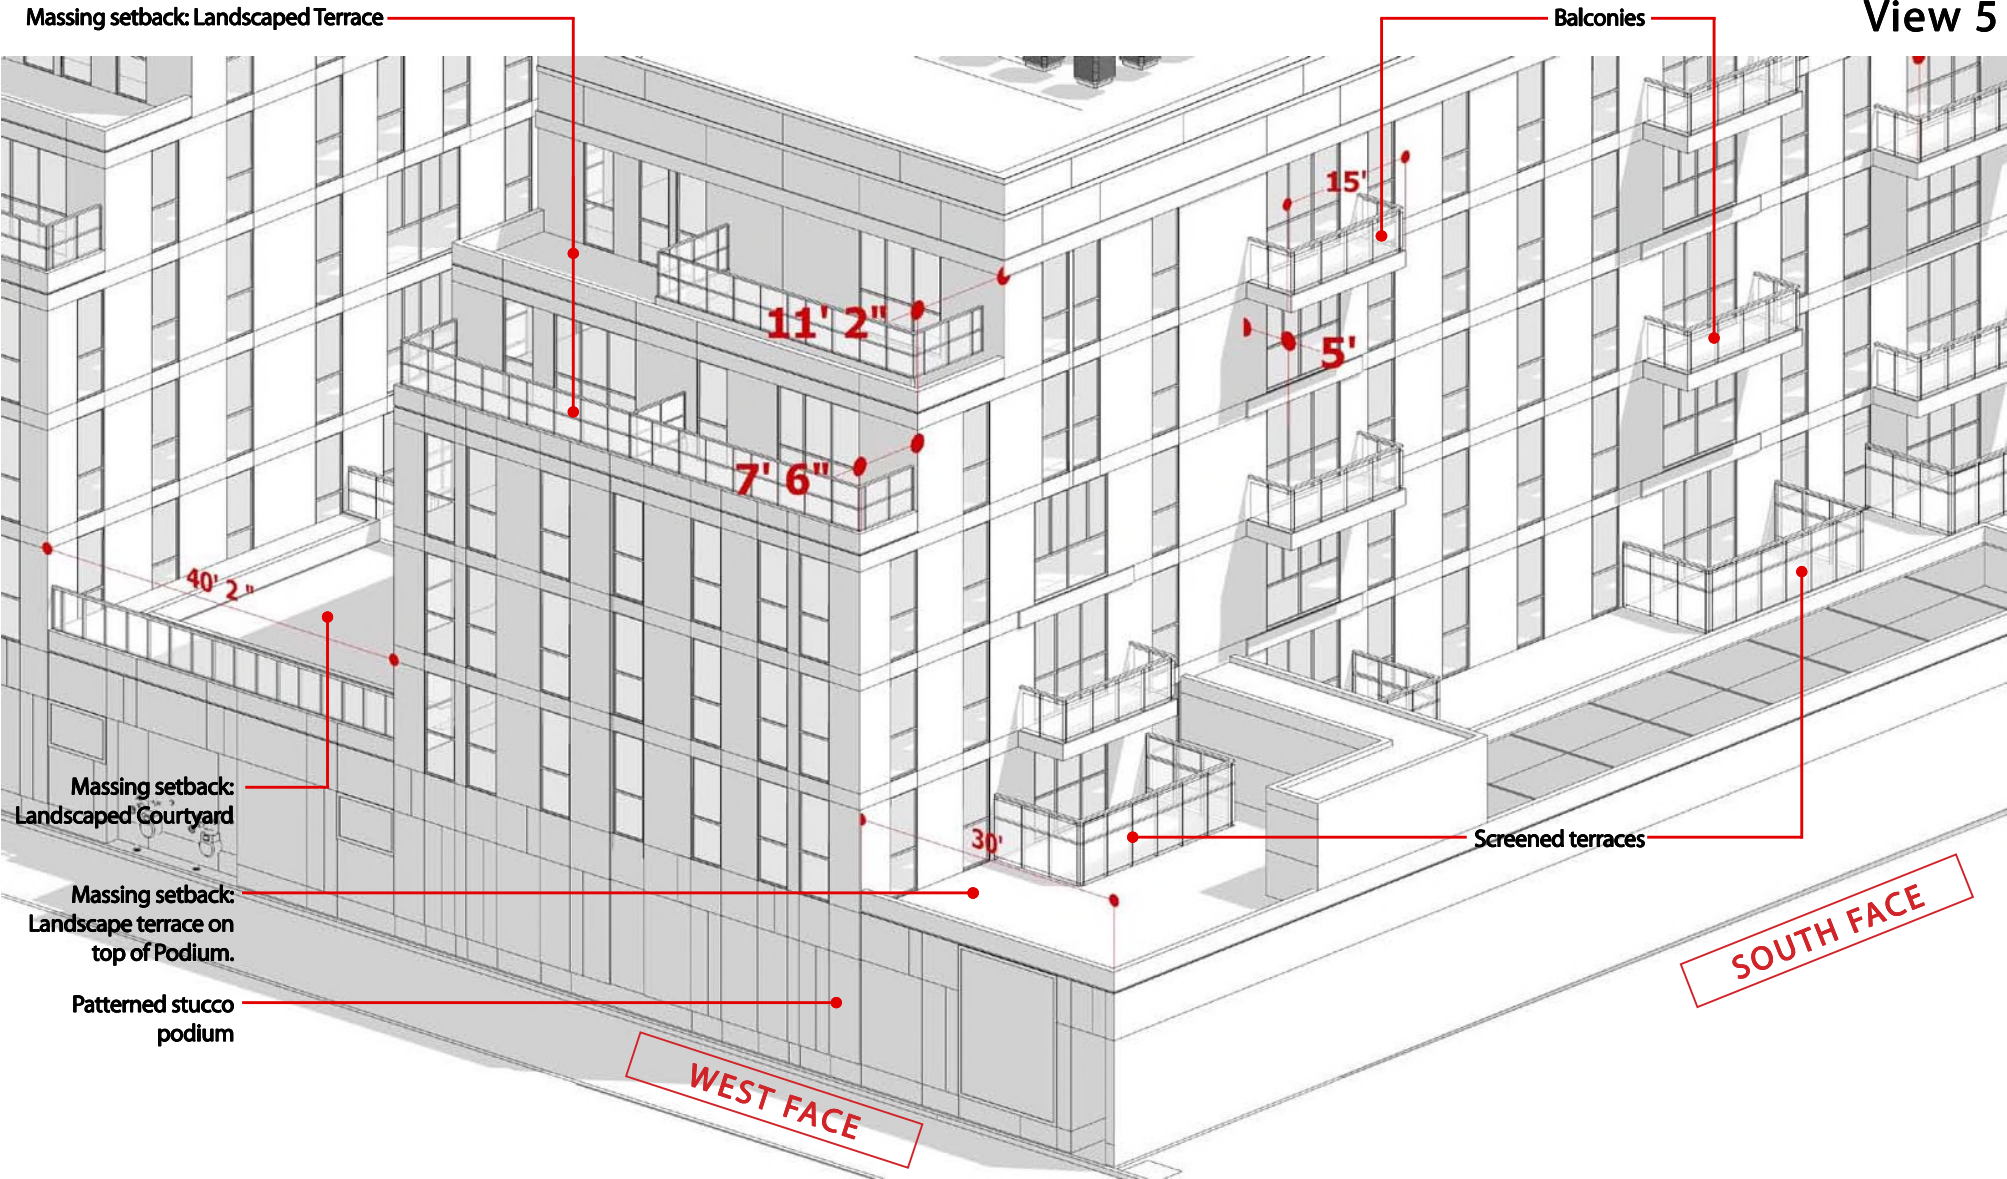 Massing setback: Landscaped Terrace
Balconies
View 5
15'
11' 2"
5'
7' 6"
40' 2"
Massing setback:
Landscaped Courtyard
30'
Screened terraces
Massing setback:
Landscape terrace on
top of Podium.
Patterned stucco
podium
WEST FACE
SOUTH FACE